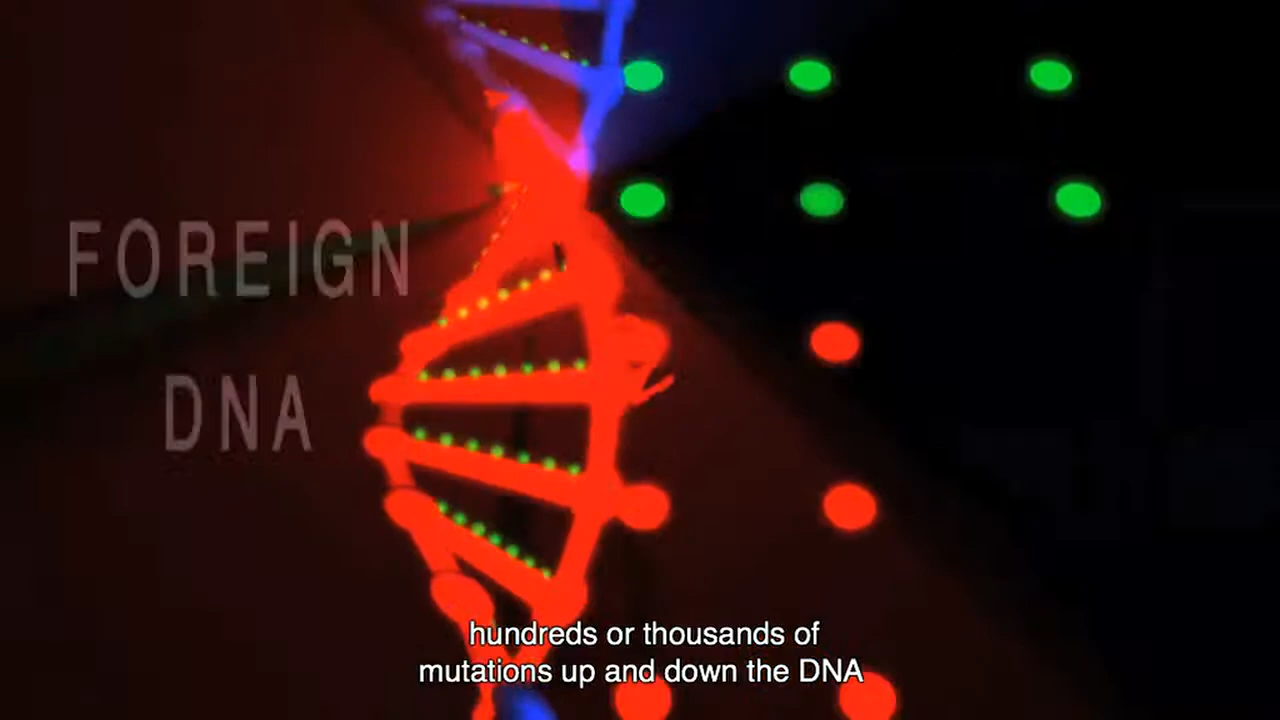 FOREIGN
DNA
hundreds or thousands of
mutations up and down the DNA